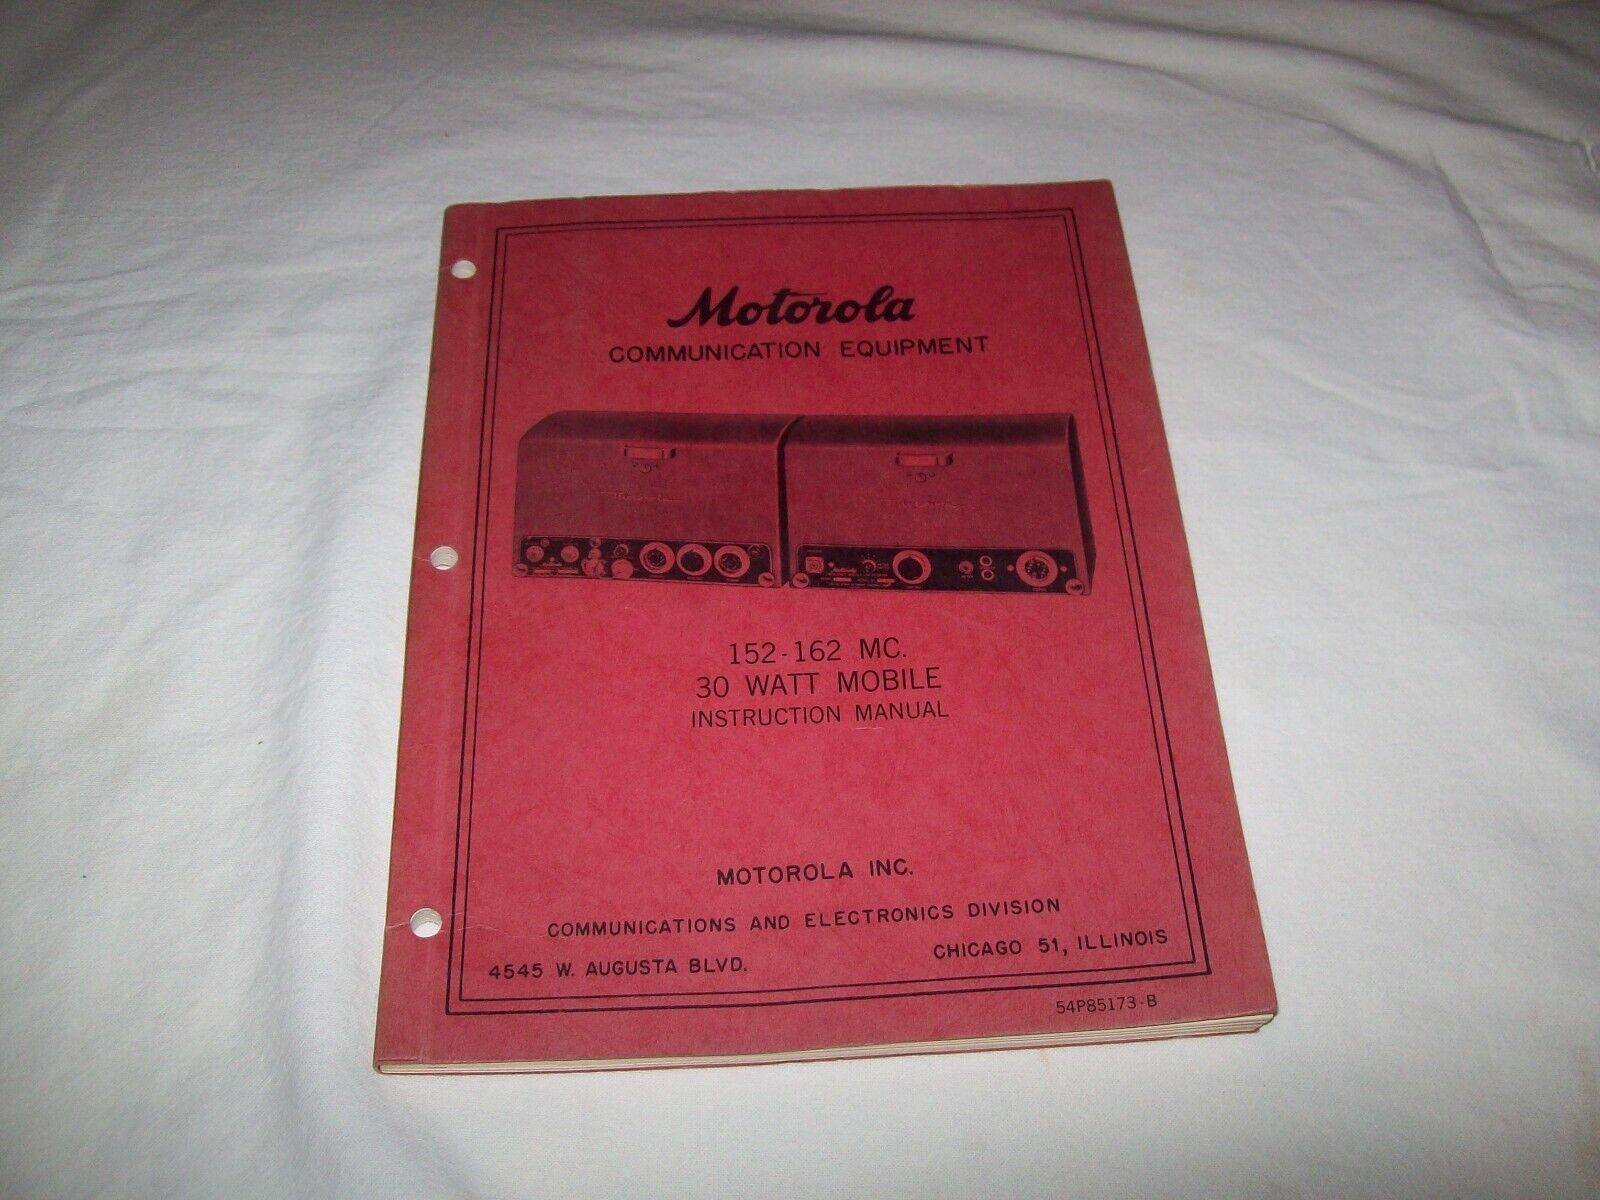 Motorola
COMMUNICATION EQUIPMENT
Motorola
152-162 MC.
30 WATT MOBILE
INSTRUCTION MANUAL
MOTOROLA INC.
COMMUNICATIONS AND ELECTRONICS DIVISION
4545 W. AUGUSTA BLVD.
CHICAGO 51, ILLINOIS
54P85173-B